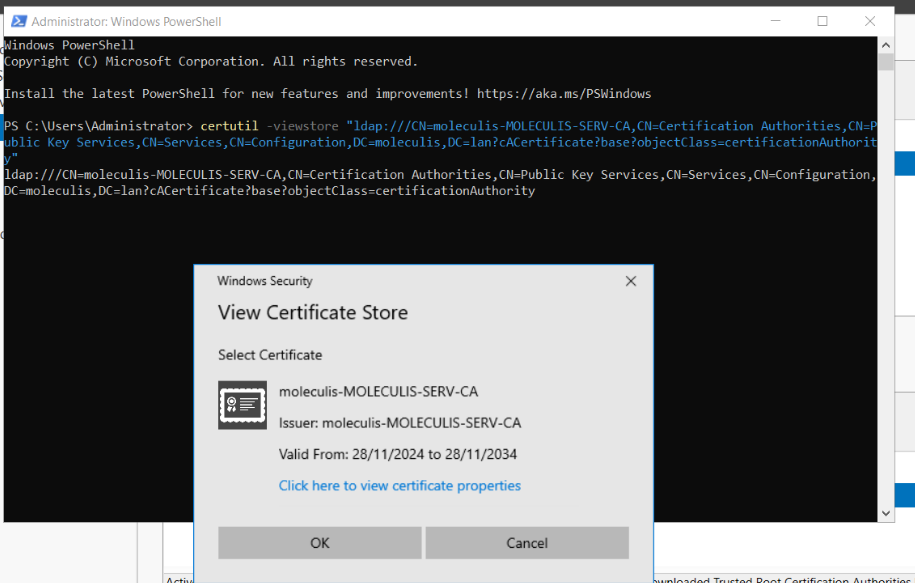 Administrator: Windows PowerShell
Windows PowerShell
Copyright (C) Microsoft Corporation. All rights reserved.
Install the latest PowerShell for new features and improvements! https://aka.ms/PSWindows
PS C:\Users\Administrator> certutil -viewstore "ldap:///CN=moleculis-MOLECULIS-SERV-CA,CN=Certification Authorities,CN=P
ublic Key Services,CN=Services,CN=Configuration,DC=moleculis,DC=lan?cACertificate?base?objectClass=certificationAuthorit
y"
ldap:///CN=moleculis-MOLECULIS-SERV-CA,CN=Certification Authorities,CN=Public Key Services,CN=Services,CN=Configuration,
DC=moleculis,DC=lan?cACertificate?base?objectClass=certificationAuthority
Windows Security
View Certificate Store
Select Certificate
moleculis-MOLECULIS-SERV-CA
Issuer: moleculis-MOLECULIS-SERV-CA
Valid From: 28/11/2024 to 28/11/2034
Click here to view certificate properties
OK Cancel
Trusted Root Certification Authorities